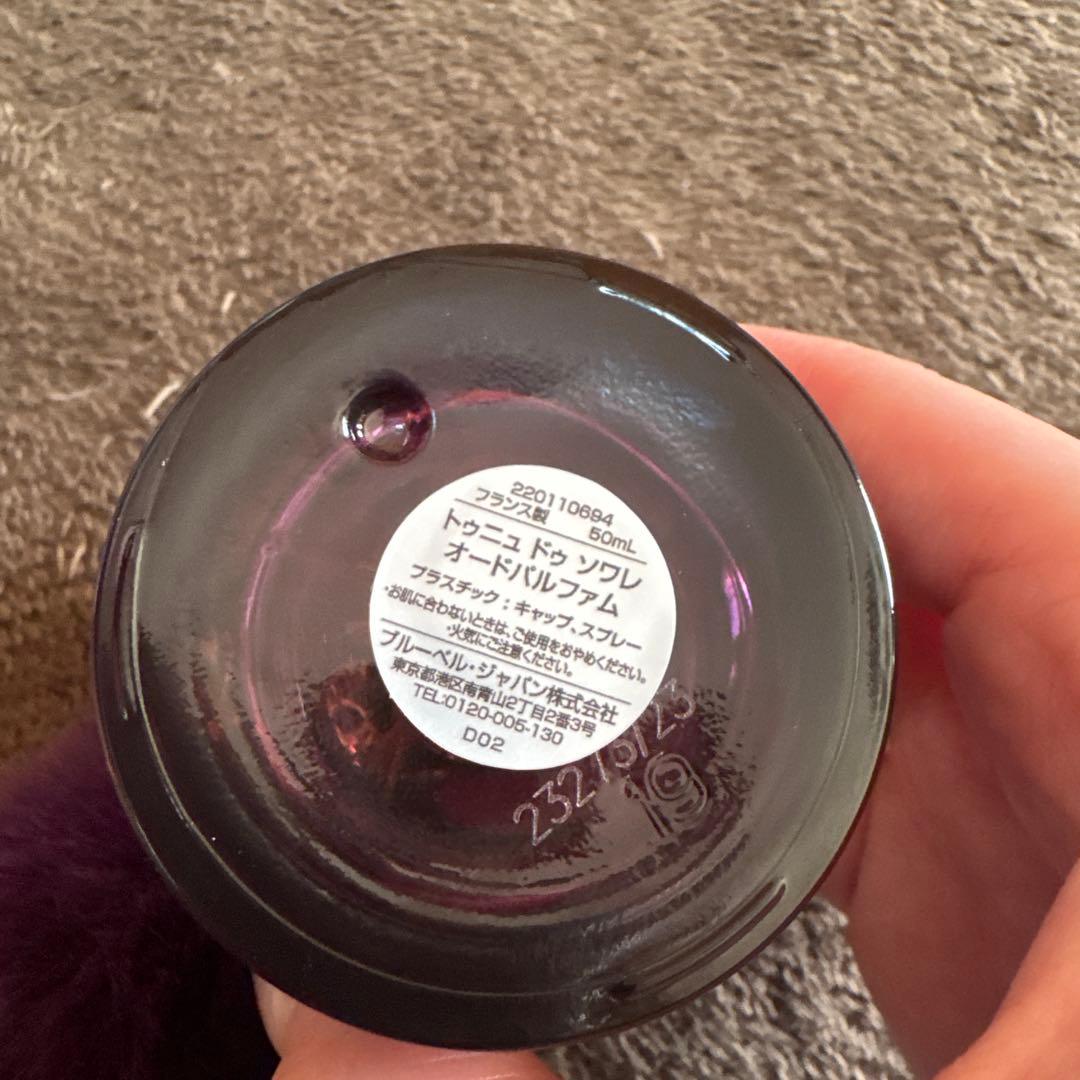 220110694
フランス製 50mL
トゥニュ ドゥ ソワレ
オードパルファム
プラスチック:キャップ、スプレー
・お肌に合わないときは、ご使用をおやめください。
・火気にご注意ください。
ブルーベル・ジャパン株式会社
東京都港区南青山2丁目2番3号
TEL:0120-005-130
D02